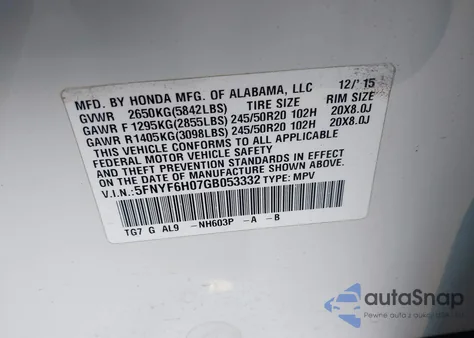 MFD. BY HONDA MFG. OF ALABAMA, LLC 12/'15
GVWR 2650KG(5842LBS) TIRE SIZE RIM SIZE
GAWR F 1295KG(2855LBS) 245/50R20 102H 20X8.0J
GAWR R 1405KG(3098LBS) 245/50R20 102H 20X8.0J
THIS VEHICLE CONFORMS TO ALL APPLICABLE
FEDERAL MOTOR VEHICLE SAFETY STANDARDS IN
EFFECT ON THE DATE OF MANUFACTURE SHOWN ABOVE.
V.I.N.:5FNYF6H07GB053332 TYPE: MPV
TG7 G AL9 -NH603P -A -B
autoSnap
Pewne auta z aukcji